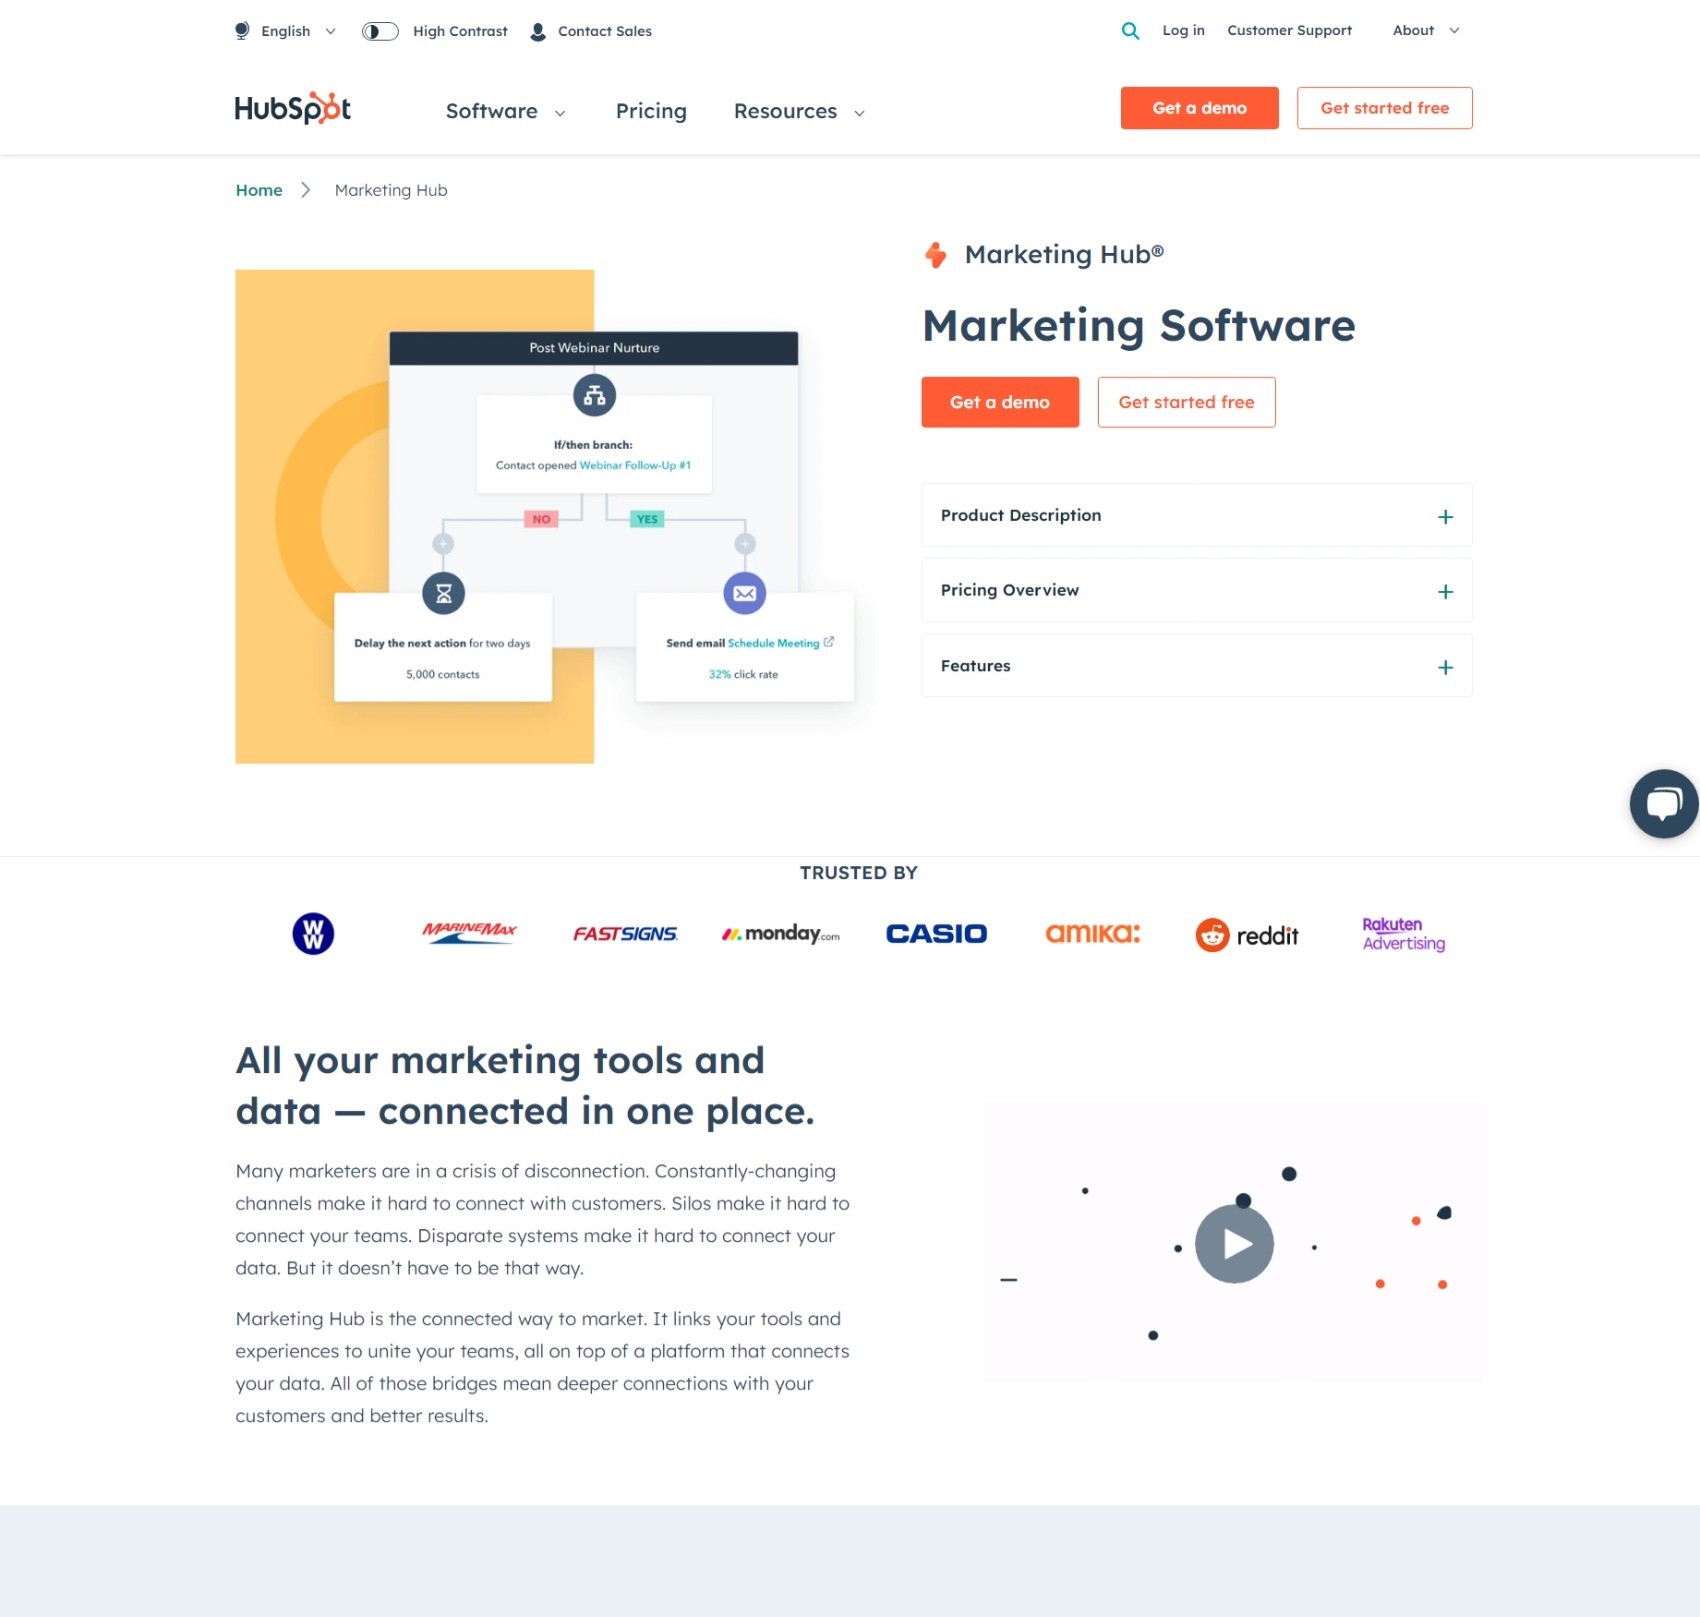 English
High Contrast
Contact Sales
Log in
Customer Support
About
HubSpot
Software
Pricing
Resources
Get a demo
Get started free
Home
Marketing Hub
Post Webinar Nurture
If/then branch:
Contact opened Webinar Follow-Up #1
NO
YES
Delay the next action for two days
5,000 contacts
Send email Schedule Meeting
32% click rate
Marketing Hub®
Marketing Software
Get a demo
Get started free
Product Description
Pricing Overview
Features
TRUSTED BY
W
W
MARINEMAX
FASTSIGNS.
monday.com
CASIO
amika:
reddit
Rakuten
Advertising
All your marketing tools and
data — connected in one place.
Many marketers are in a crisis of disconnection. Constantly-changing
channels make it hard to connect with customers. Silos make it hard to
connect your teams. Disparate systems make it hard to connect your
data. But it doesn’t have to be that way.
Marketing Hub is the connected way to market. It links your tools and
experiences to unite your teams, all on top of a platform that connects
your data. All of those bridges mean deeper connections with your
customers and better results.